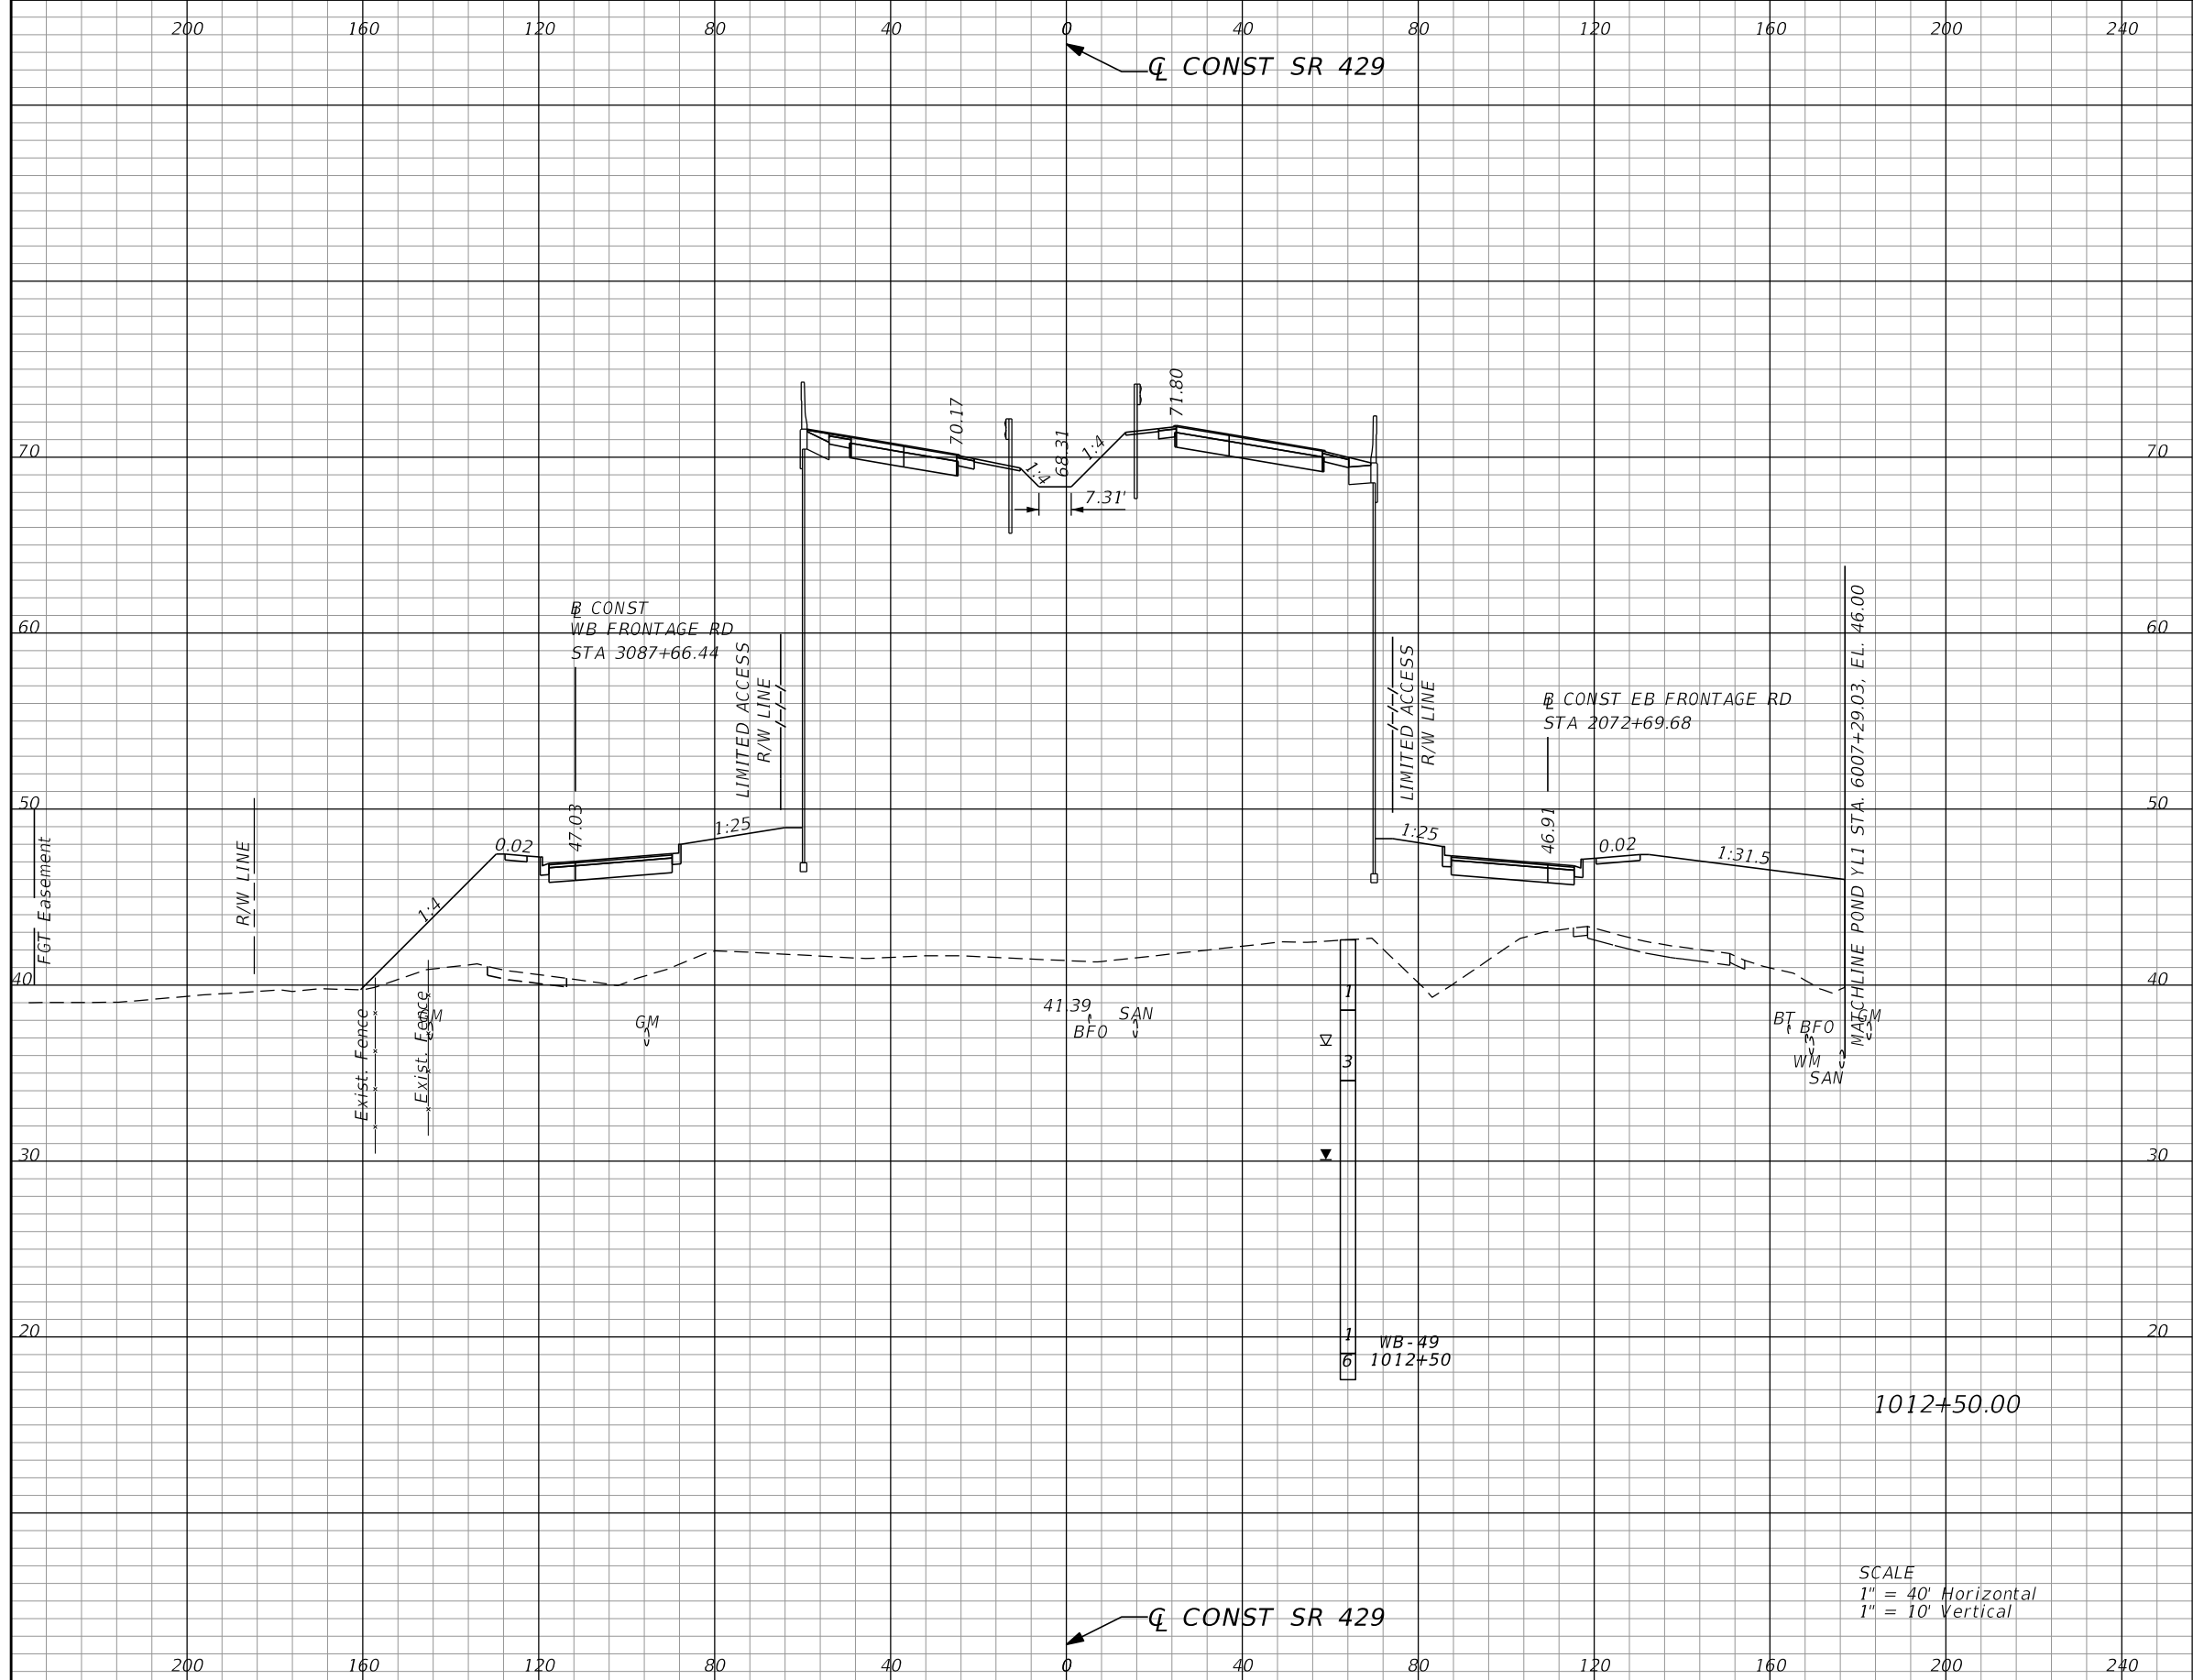 200 160 120 80 40 0 40 80 120 160 200 240
℄ CONST SR 429
70.17
68.31
71.80
1:4
1:4
7.31'
70 70
60 60
℄ CONST
WB FRONTAGE RD
STA 3087+66.44
LIMITED ACCESS
R/W LINE
LIMITED ACCESS
R/W LINE
B CONST EB FRONTAGE RD
STA 2072+69.68
MATCHLINE POND YL1 STA. 6007+29.03, EL. 46.00
50 50
FGT Easement
R/W LINE
1:4
0.02
47.03
1:25
1:25
46.91
0.02
1:31.5
40 40
Exist. Fence
Exist. Fence
GM
GM
41.39
BFO
SAN
1
3
BT
BFO
WM
SAN
GM
30 30
20 20
1
6
WB-49
1012+50
1012+50.00
SCALE
1" = 40' Horizontal
1" = 10' Vertical
℄ CONST SR 429
200 160 120 80 40 0 40 80 120 160 200 240